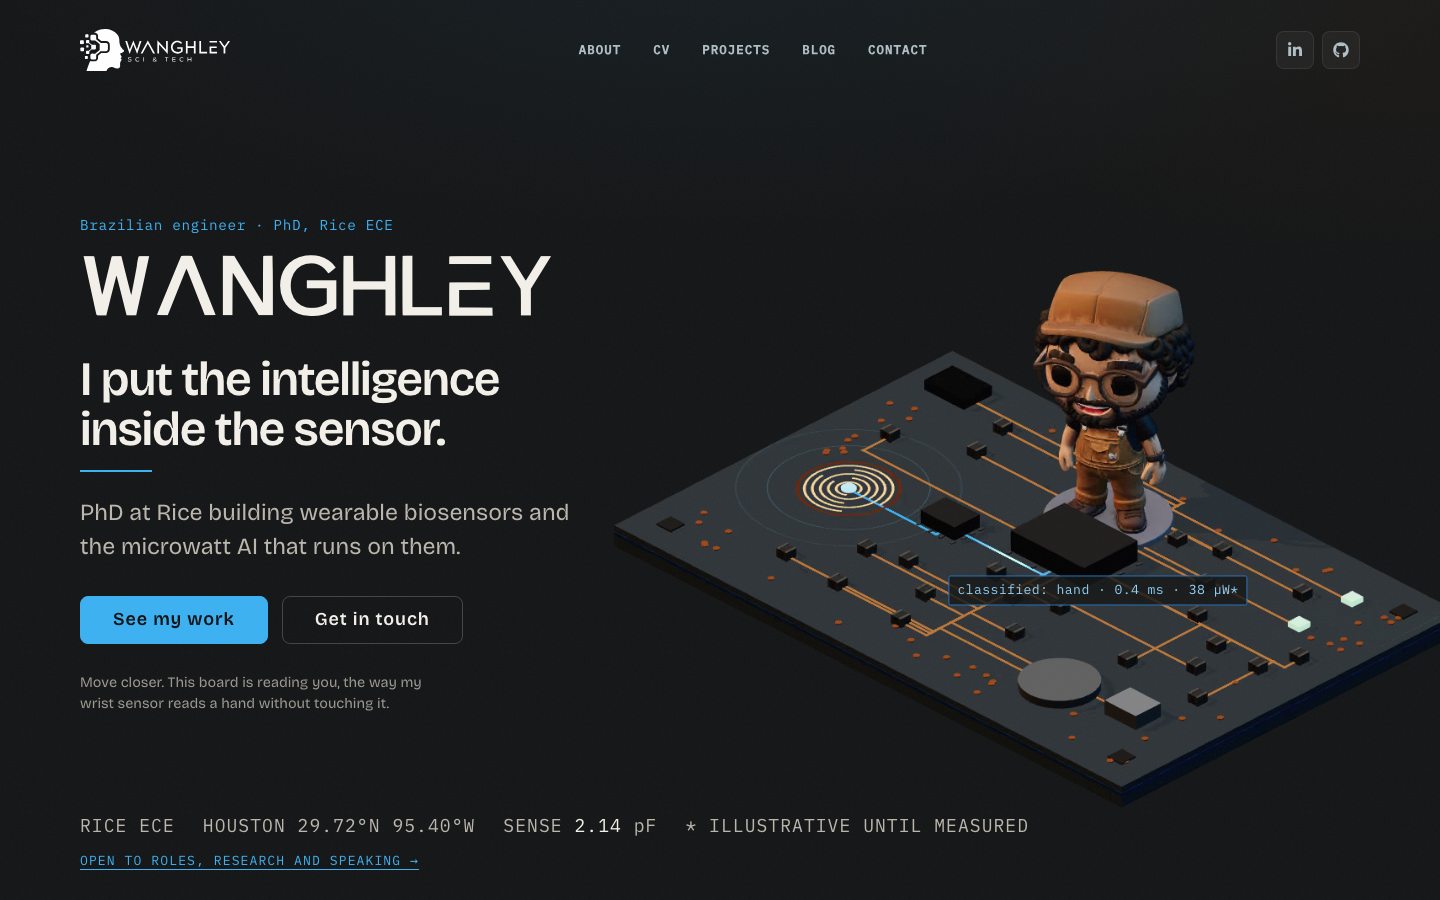 WANGHLEY
SCI & TECH
ABOUT CV PROJECTS BLOG CONTACT
Brazilian engineer · PhD, Rice ECE
WANGHLEY
I put the intelligence
inside the sensor.
PhD at Rice building wearable biosensors and
the microwatt AI that runs on them.
See my work Get in touch
Move closer. This board is reading you, the way my
wrist sensor reads a hand without touching it.
classified: hand · 0.4 ms · 38 µW*
RICE ECE HOUSTON 29.72°N 95.40°W SENSE 2.14 pF * ILLUSTRATIVE UNTIL MEASURED
OPEN TO ROLES, RESEARCH AND SPEAKING →